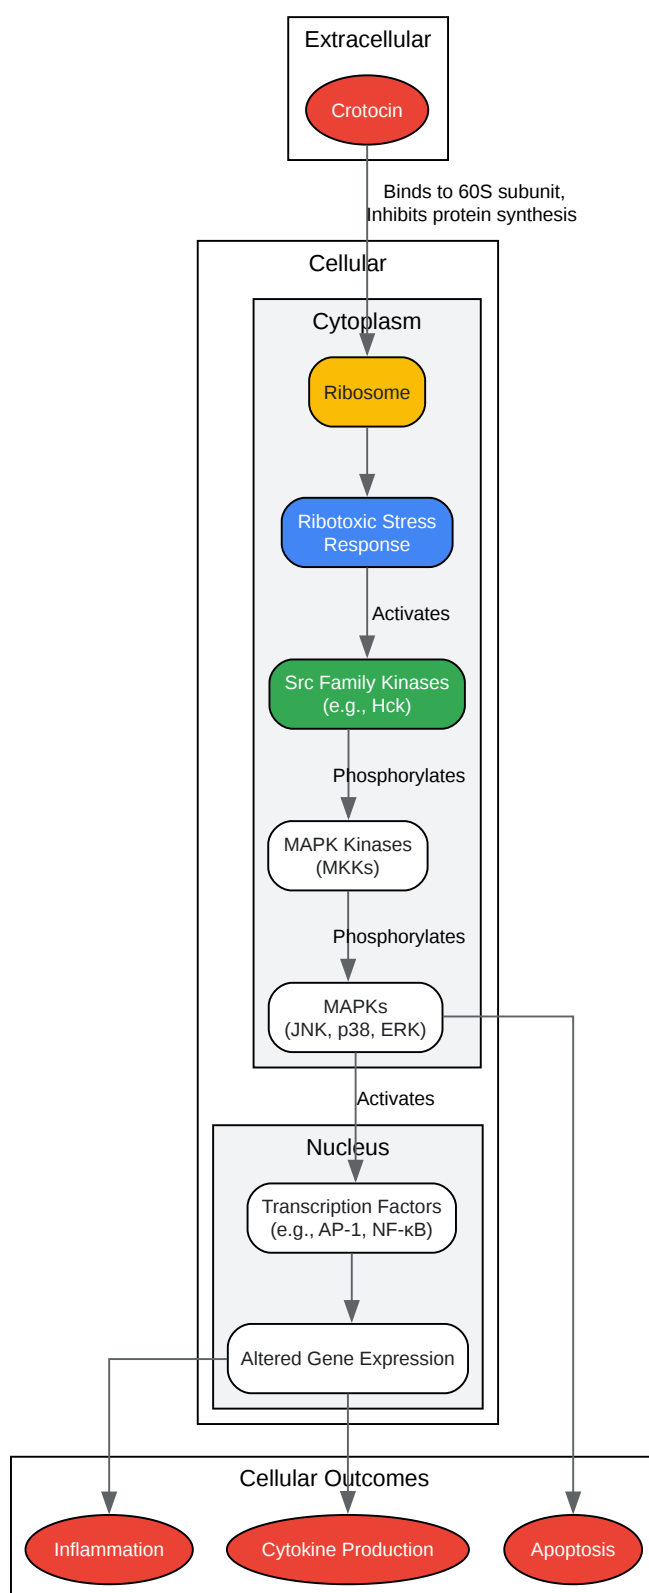 Extracellular
Crotocin
Binds to 60S subunit,
Inhibits protein synthesis
Cellular
Cytoplasm
Ribosome
Ribotoxic Stress
Response
Activates
Src Family Kinases
(e.g., Hck)
Phosphorylates
MAPK Kinases
(MKKs)
Phosphorylates
MAPKs
(JNK, p38, ERK)
Activates
Nucleus
Transcription Factors
(e.g., AP-1, NF-κB)
Altered Gene Expression
Cellular Outcomes
Inflammation
Cytokine Production
Apoptosis